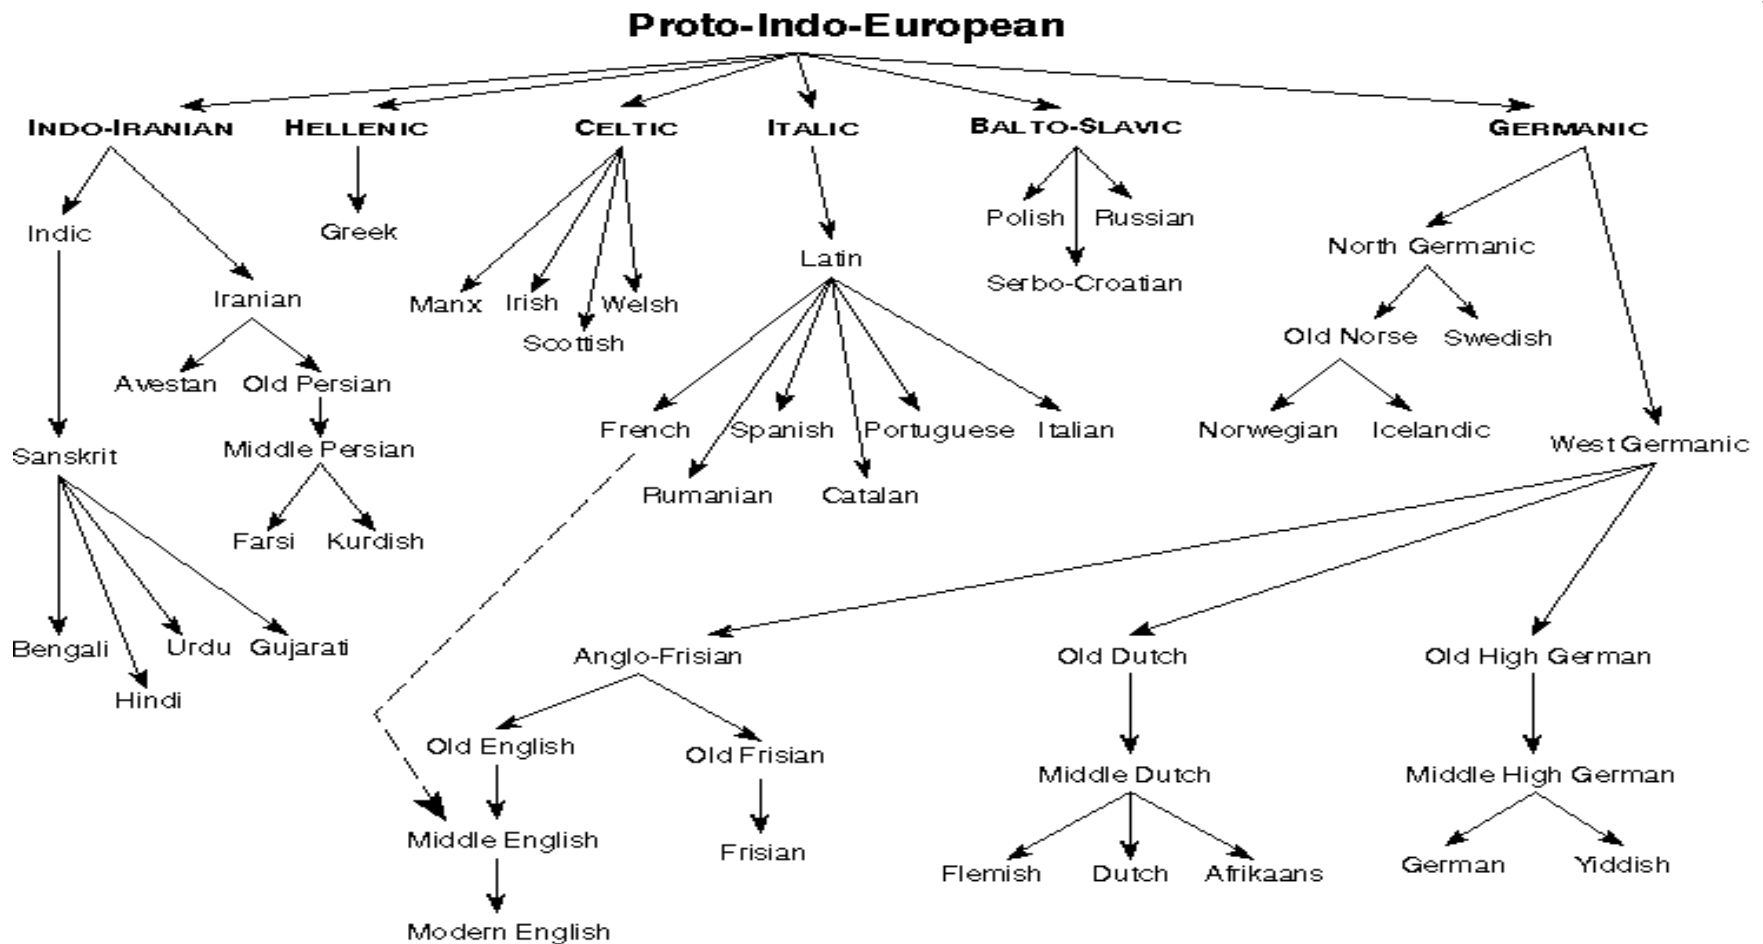 Proto-Indo-European
INDO-IRANIAN HELLENIC CELTIC ITALIC BALTO-SLAVIC GERMANIC
Polish Russian
Indic Greek
North Germanic
Latin
Serbo-Croatian
Iranian
Manx Irish Welsh
Old Norse Swedish
Scottish
Avestan Old Persian
French Spanish Portuguese Italian
Norwegian Icelandic
West Germanic
Sanskrit Middle Persian
Rumanian Catalan
Farsi Kurdish
Bengali Urdu Gujarati
Anglo-Frisian Old Dutch Old High German
Hindi
Old English Old Frisian
Middle Dutch Middle High German
Middle English Frisian
German Yiddish
Flemish Dutch Afrikaans
Modern English